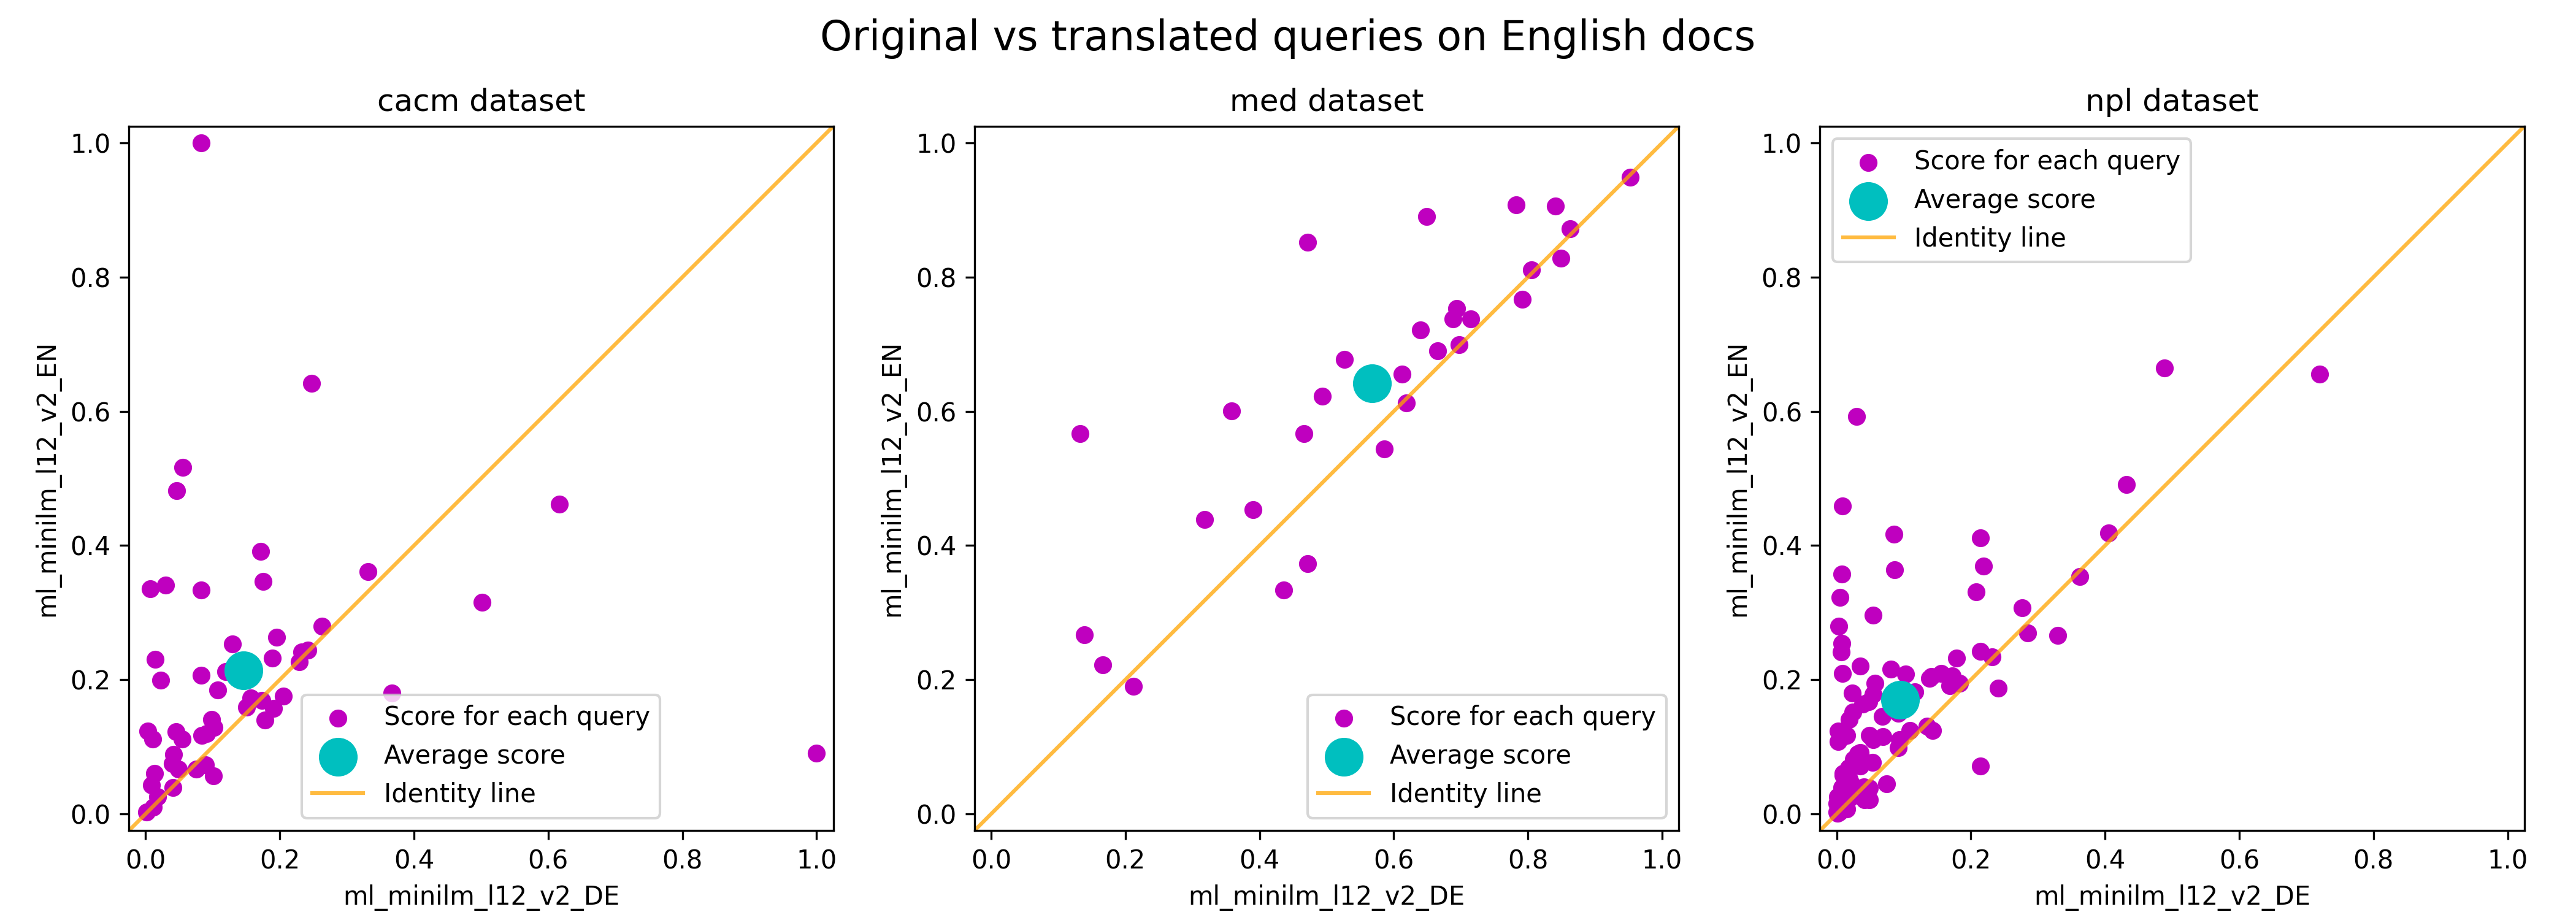 Original vs translated queries on English docs
cacm dataset
1.0
0.8
0.6
0.4
0.2
0.0
ml_minilm_l12_v2_EN
Score for each query
Average score
Identity line
0.0 0.2 0.4 0.6 0.8 1.0
ml_minilm_l12_v2_DE
med dataset
1.0
0.8
0.6
0.4
0.2
0.0
ml_minilm_l12_v2_EN
Score for each query
Average score
Identity line
0.0 0.2 0.4 0.6 0.8 1.0
ml_minilm_l12_v2_DE
npl dataset
Score for each query
Average score
Identity line
1.0
0.8
0.6
0.4
0.2
0.0
ml_minilm_l12_v2_EN
0.0 0.2 0.4 0.6 0.8 1.0
ml_minilm_l12_v2_DE